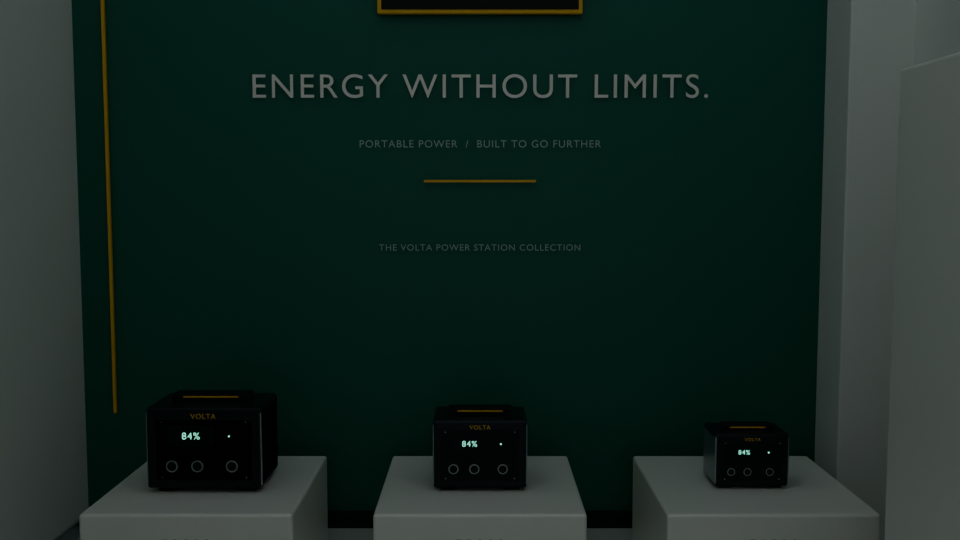 ENERGY WITHOUT LIMITS.
PORTABLE POWER / BUILT TO GO FURTHER
THE VOLTA POWER STATION COLLECTION
VOLTA
84%
VOLTA
84%
VOLTA
84%